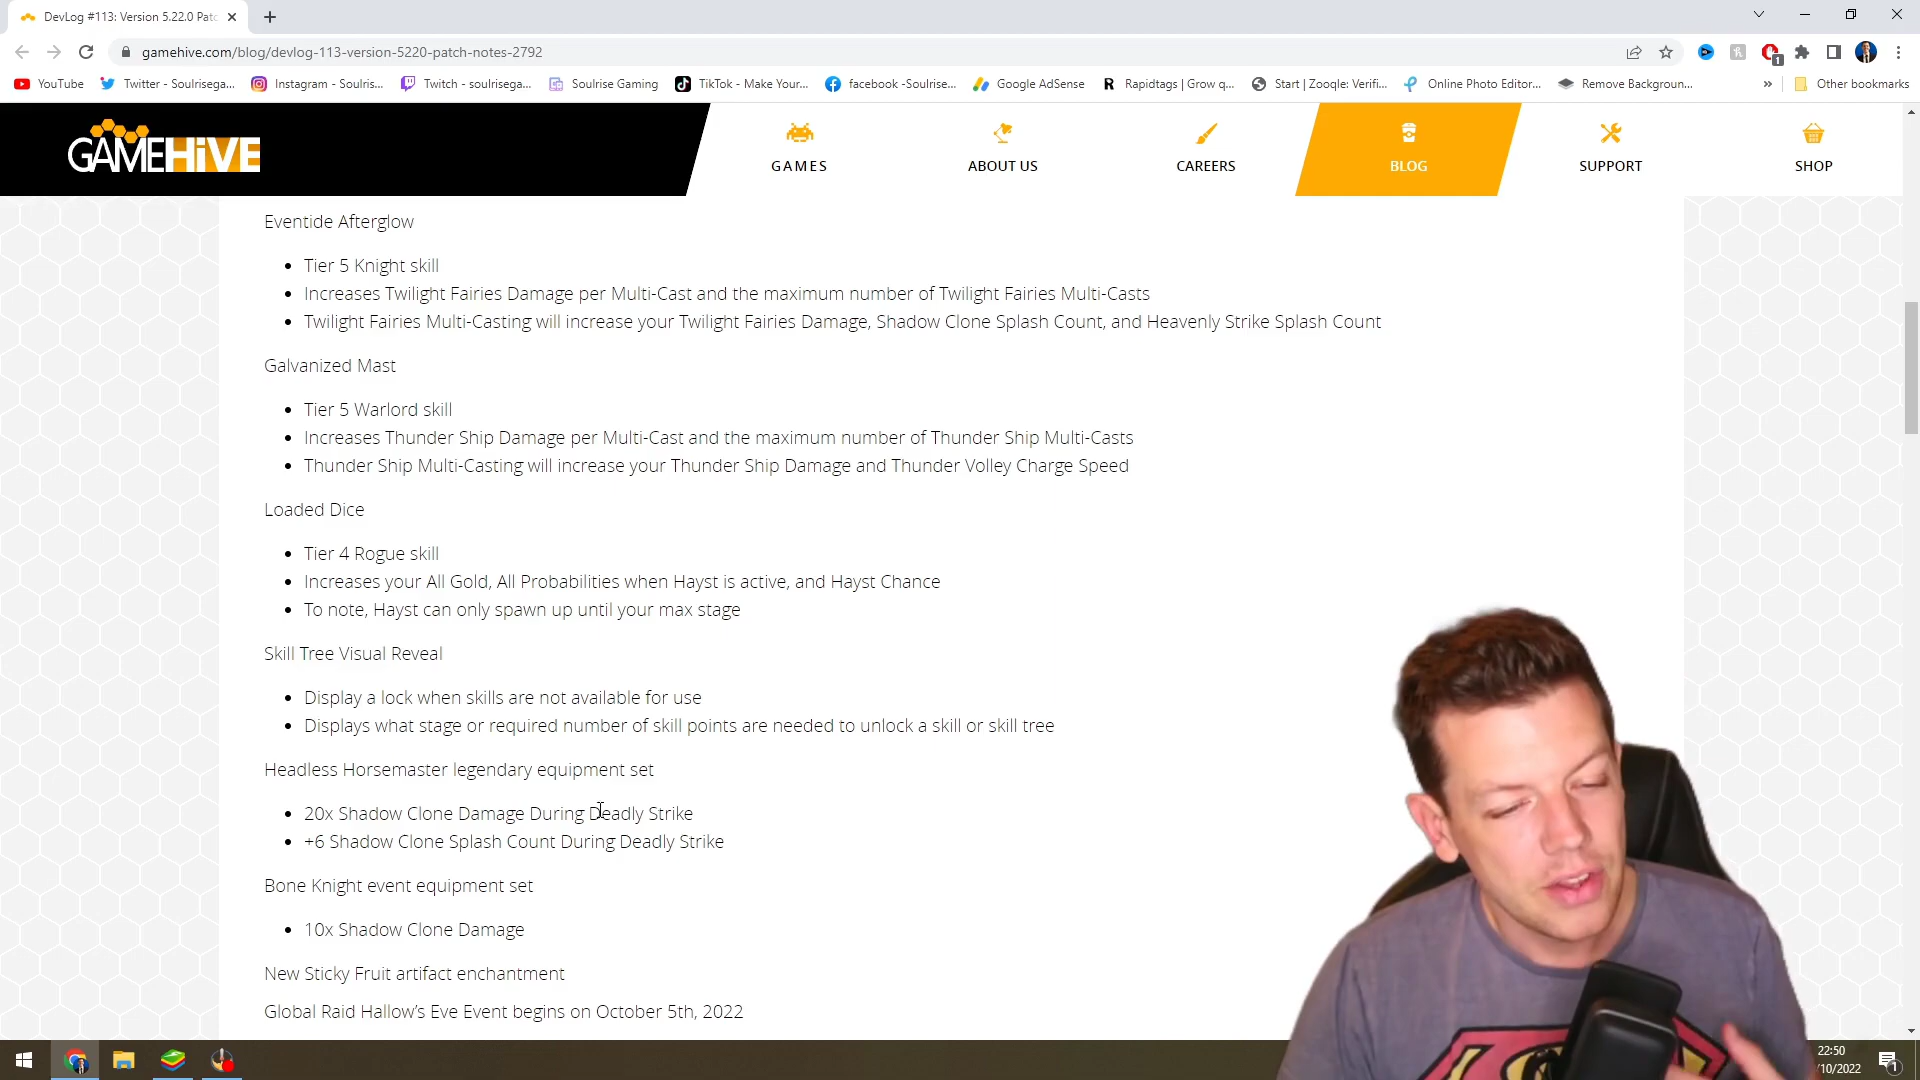 DevLog #113: Version 5.22.0 Patc
gamehive.com/blog/devlog-113-version-5220-patch-notes-2792
YouTube
Twitter - Soulrisega...
Instagram - Soulris...
Twitch - soulrisega...
Soulrise Gaming
TikTok - Make Your...
facebook -Soulrise...
Google AdSense
Rapidtags | Grow q...
Start | Zooqle: Verifi...
Online Photo Editor...
Remove Backgroun...
»
Other bookmarks
GAMEHIVE
GAMES
ABOUT US
CAREERS
BLOG
SUPPORT
SHOP
Eventide Afterglow
• Tier 5 Knight skill
• Increases Twilight Fairies Damage per Multi-Cast and the maximum number of Twilight Fairies Multi-Casts
• Twilight Fairies Multi-Casting will increase your Twilight Fairies Damage, Shadow Clone Splash Count, and Heavenly Strike Splash Count
Galvanized Mast
• Tier 5 Warlord skill
• Increases Thunder Ship Damage per Multi-Cast and the maximum number of Thunder Ship Multi-Casts
• Thunder Ship Multi-Casting will increase your Thunder Ship Damage and Thunder Volley Charge Speed
Loaded Dice
• Tier 4 Rogue skill
• Increases your All Gold, All Probabilities when Hayst is active, and Hayst Chance
• To note, Hayst can only spawn up until your max stage
Skill Tree Visual Reveal
• Display a lock when skills are not available for use
• Displays what stage or required number of skill points are needed to unlock a skill or skill tree
Headless Horsemaster legendary equipment set
• 20x Shadow Clone Damage During Deadly Strike
• +6 Shadow Clone Splash Count During Deadly Strike
Bone Knight event equipment set
• 10x Shadow Clone Damage
New Sticky Fruit artifact enchantment
Global Raid Hallow's Eve Event begins on October 5th, 2022
22:50
/10/2022
1